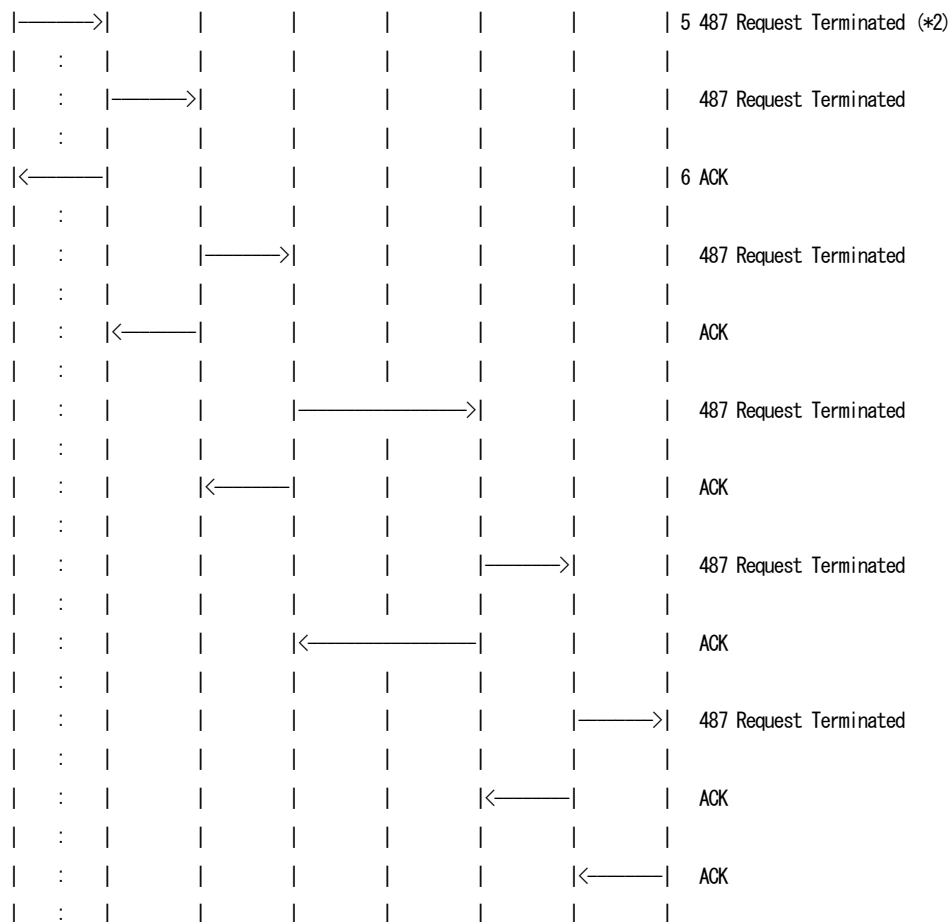 5 487 Request Terminated (*2)
487 Request Terminated
6 ACK
487 Request Terminated
ACK
487 Request Terminated
ACK
487 Request Terminated
ACK
487 Request Terminated
ACK
ACK